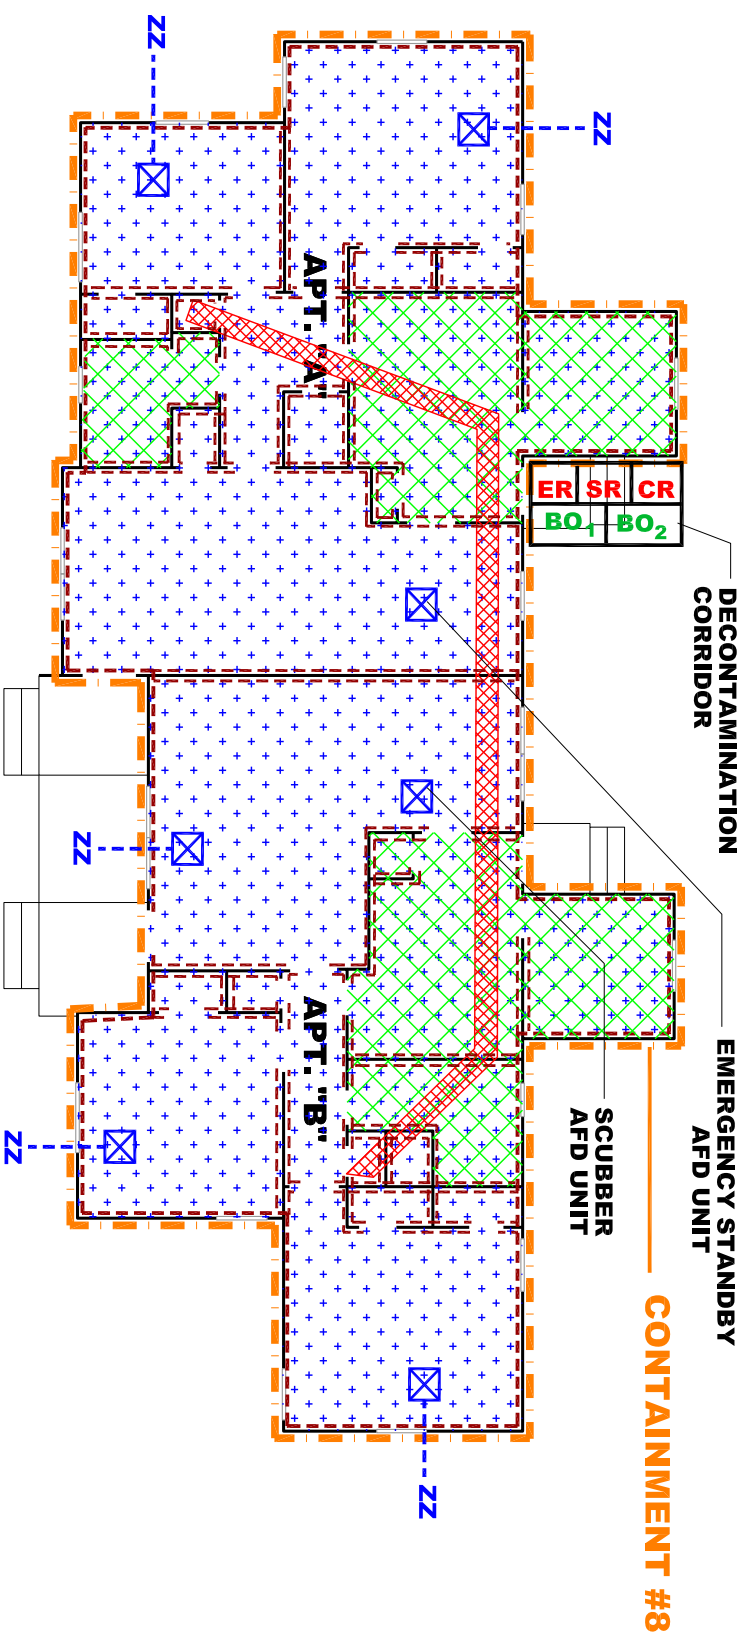 ZZ
ZZ
APT. "A"
ER SR CR
BO1 BO2
DECONTAMINATION
CORRIDOR
ZZ
EMERGENCY STANDBY
AFD UNIT
SCUBBER
AFD UNIT
APT. "B"
ZZ
CONTAINMENT #8
ZZ